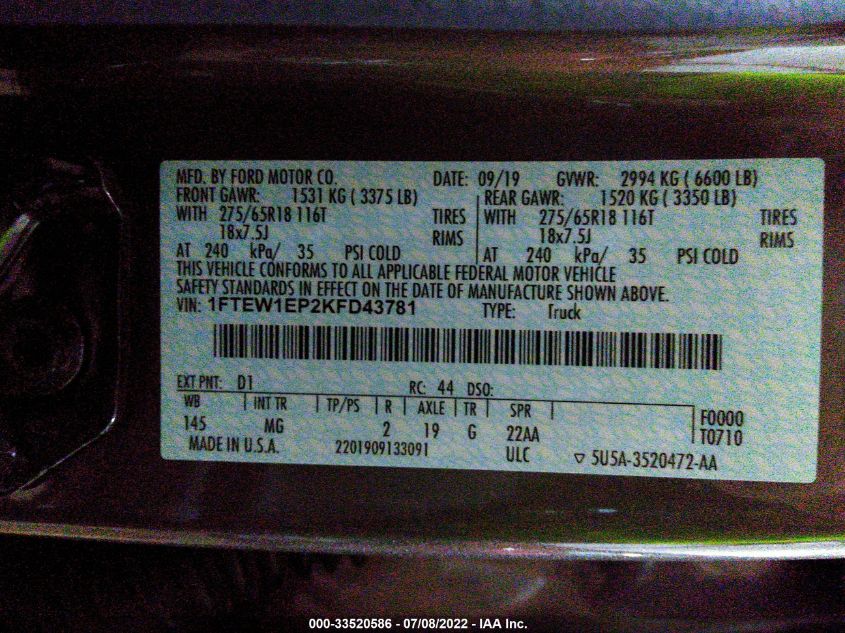 MFD. BY FORD MOTOR CO. DATE: 09/19 GVWR: 2994 KG ( 6600 LB)
FRONT GAWR: 1531 KG ( 3375 LB) REAR GAWR: 1520 KG ( 3350 LB)
WITH 275/65R18 116T TIRES WITH 275/65R18 116T TIRES
18x7.5J RIMS 18x7.5J RIMS
AT 240 kPa/ 35 PSI COLD AT 240 kPa/ 35 PSI COLD
THIS VEHICLE CONFORMS TO ALL APPLICABLE FEDERAL MOTOR VEHICLE
SAFETY STANDARDS IN EFFECT ON THE DATE OF MANUFACTURE SHOWN ABOVE.
VIN: 1FTEW1EP2KFD43781 TYPE: Truck
EXT PNT: D1 RC: 44 DSO:
WB INT TR TP/PS R AXLE TR SPR F0000
145 MG 2 19 G 22AA T0710
MADE IN U.S.A. 2201909133091 ULC ▽ 5U5A-3520472-AA
000-33520586 - 07/08/2022 - IAA Inc.